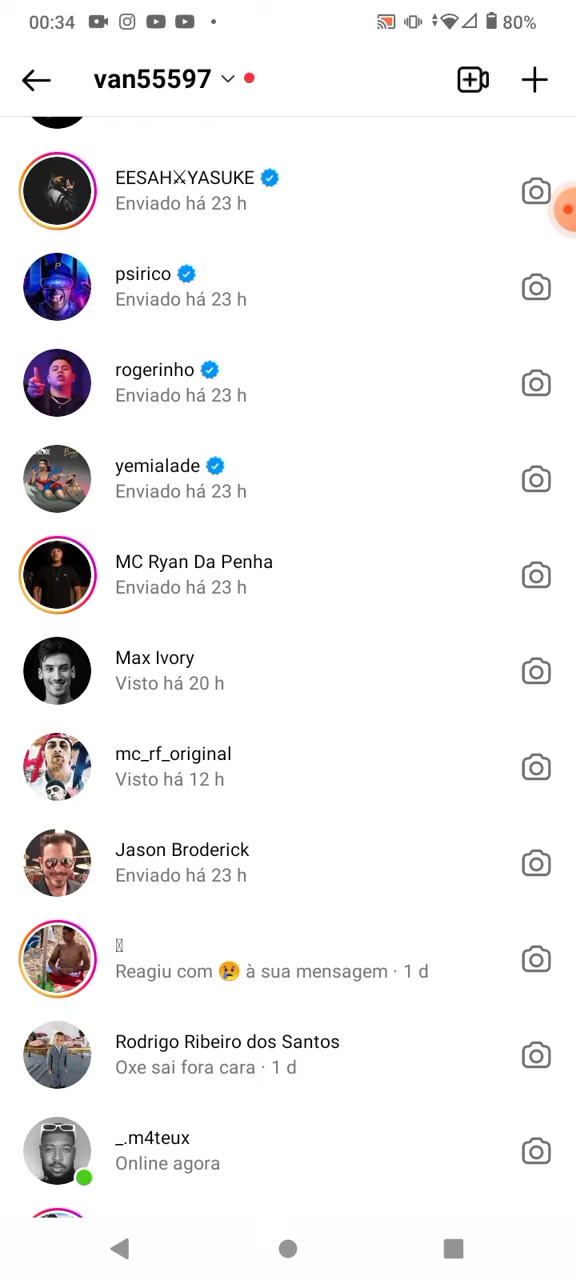 00:34 80%
van55597
EESAH⚔YASUKE
Enviado há 23 h
psirico
Enviado há 23 h
rogerinho
Enviado há 23 h
yemialade
Enviado há 23 h
MC Ryan Da Penha
Enviado há 23 h
Max Ivory
Visto há 20 h
mc_rf_original
Visto há 12 h
Jason Broderick
Enviado há 23 h
Reagiu com 😢 à sua mensagem · 1 d
Rodrigo Ribeiro dos Santos
Oxe sai fora cara · 1 d
_.m4teux
Online agora